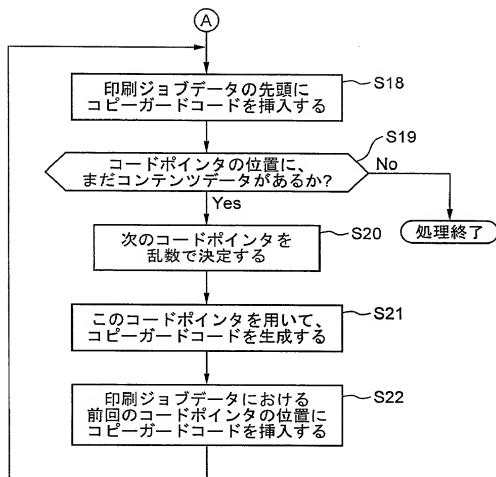 A
印刷ジョブデータの先頭に
コピーガードコードを挿入する
S18
S19
コードポインタの位置に、
まだコンテンツデータがあるか?
No
Yes
処理終了
次のコードポインタを
乱数で決定する
S20
このコードポインタを用いて、
コピーガードコードを生成する
S21
印刷ジョブデータにおける
前回のコードポインタの位置に
コピーガードコードを挿入する
S22